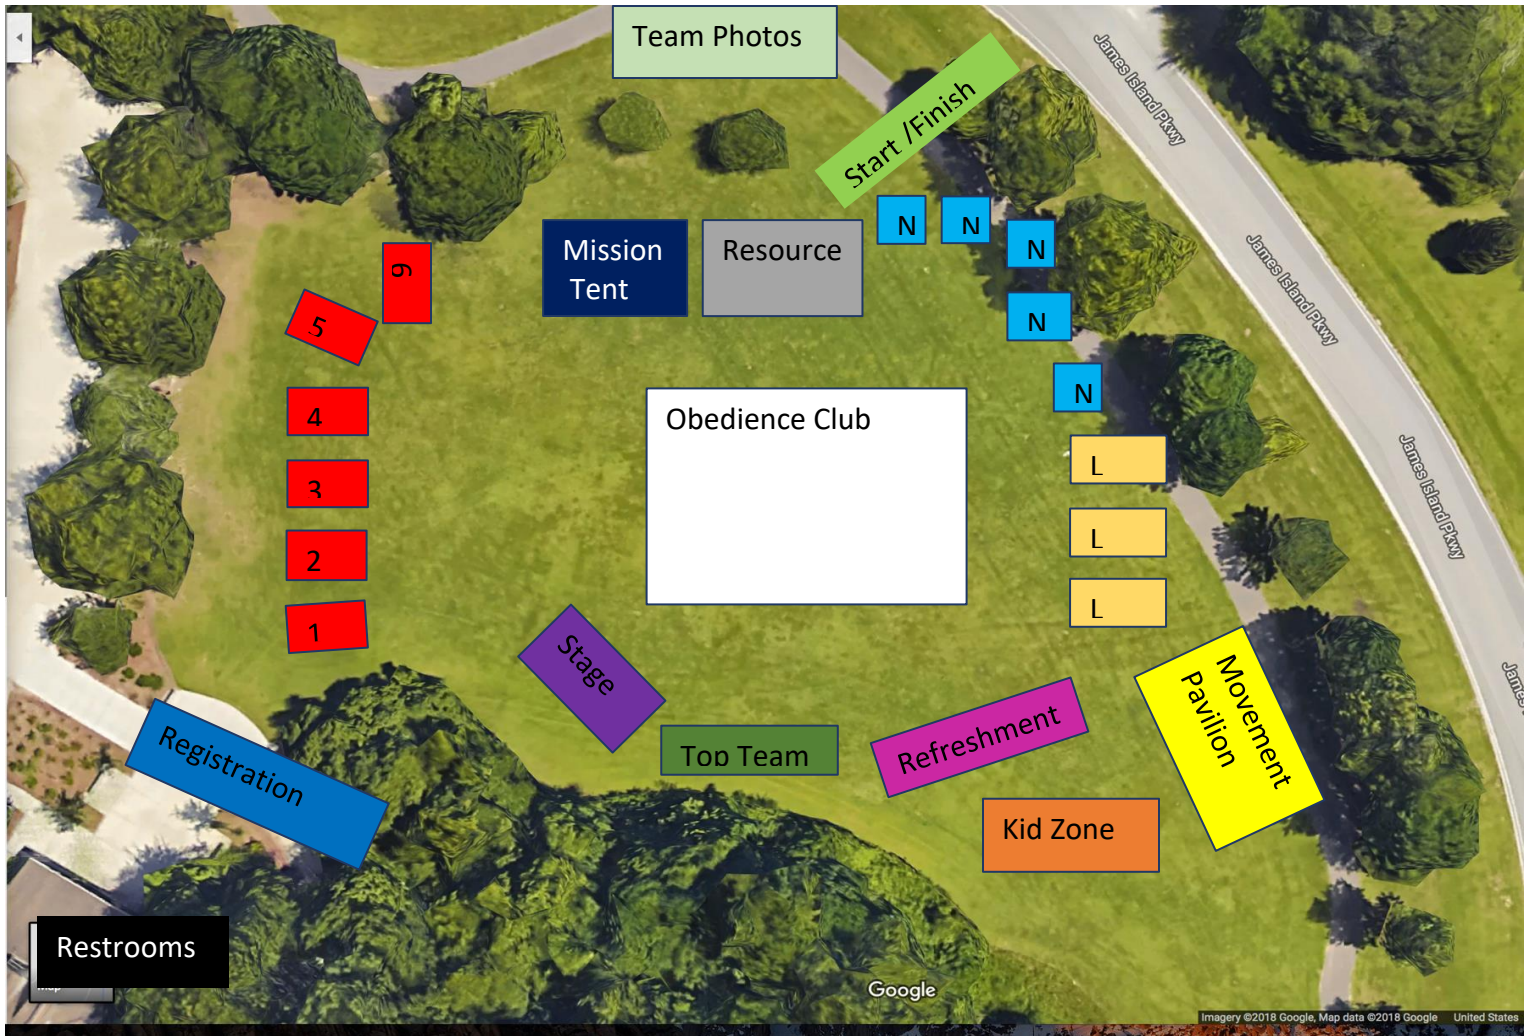 Team Photos
Start /Finish
James Island Pkwy
N
N
N
Mission
Tent
Resource
James Island Pkwy
6
5
N
4
Obedience Club
N
3
L
James Island Pkwy
2
L
1
L
Stage
Movement
Pavilion
James
Registration
Top Team
Refreshment
Kid Zone
Restrooms
Map
Google
Imagery ©2018 Google, Map data ©2018 Google United States